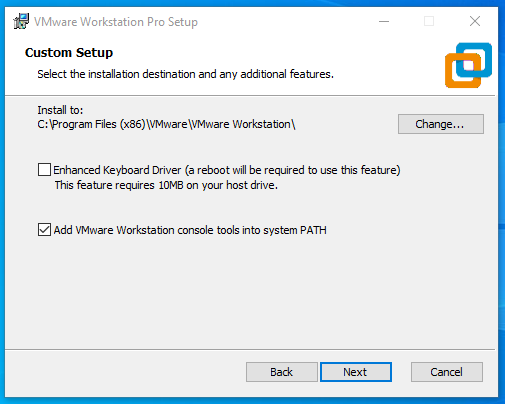 VMware Workstation Pro Setup
Custom Setup
Select the installation destination and any additional features.
Install to:
C:\Program Files (x86)\VMware\VMware Workstation\
Change...
Enhanced Keyboard Driver (a reboot will be required to use this feature)
This feature requires 10MB on your host drive.
Add VMware Workstation console tools into system PATH
Back
Next
Cancel